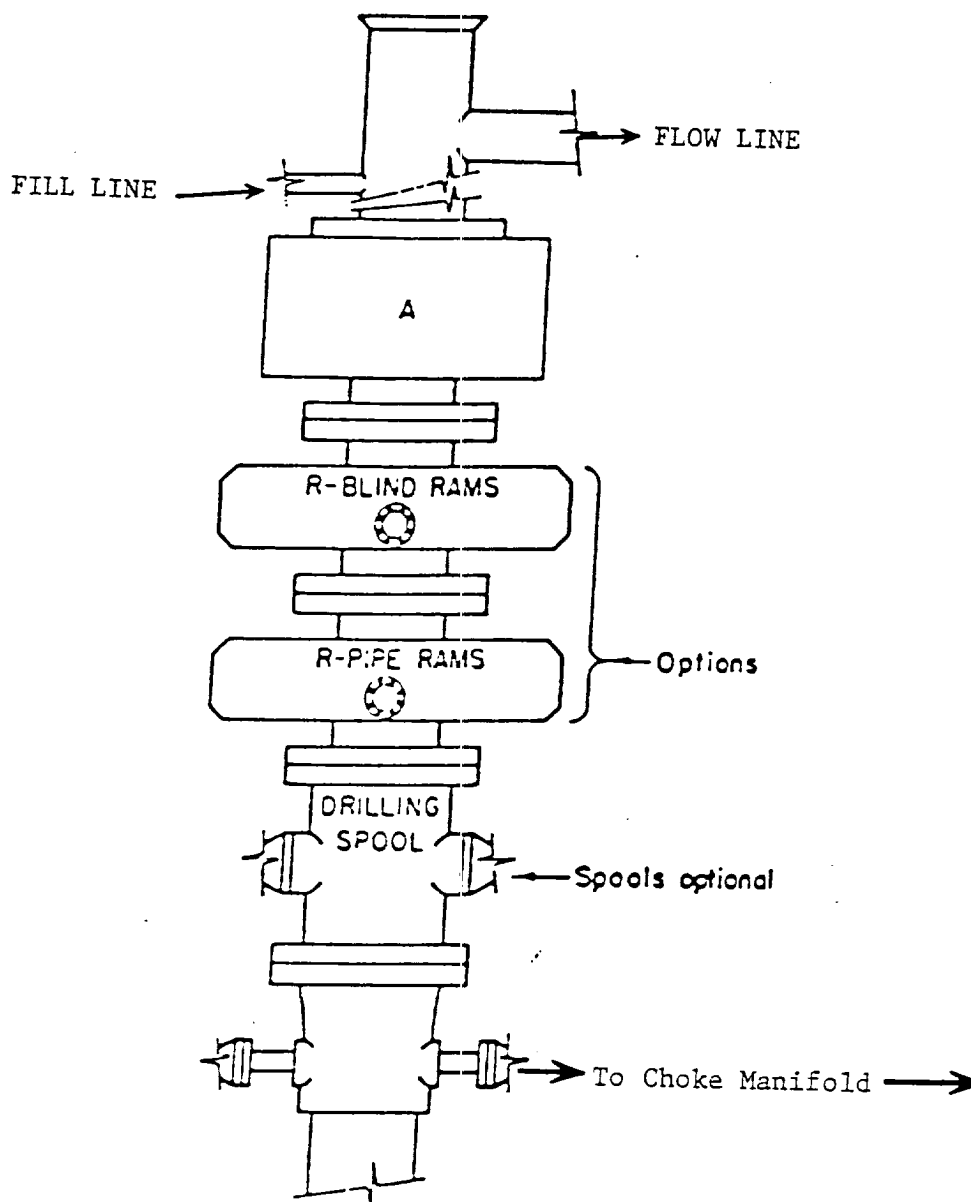 FLOW LINE
FILL LINE
A
R-BLIND RAMS
R-PIPE RAMS
Options
DRILLING
SPOOL
Spools optional
To Choke Manifold